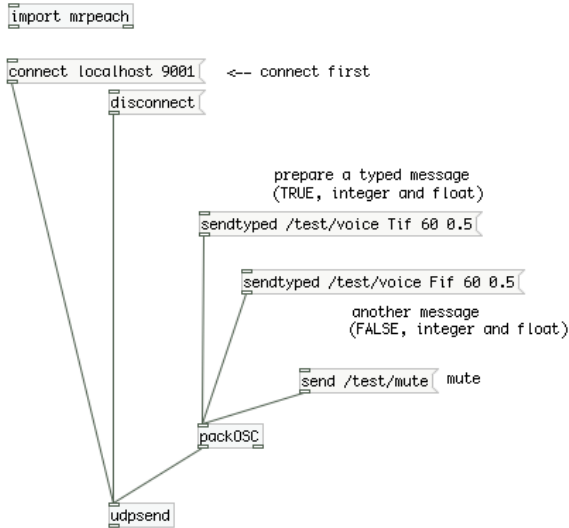 import mrpeach
connect localhost 9001
<-- connect first
disconnect
prepare a typed message
(TRUE, integer and float)
sendtyped /test/voice Tif 60 0.5
sendtyped /test/voice Fif 60 0.5
another message
(FALSE, integer and float)
send /test/mute
mute
packOSC
udpsend